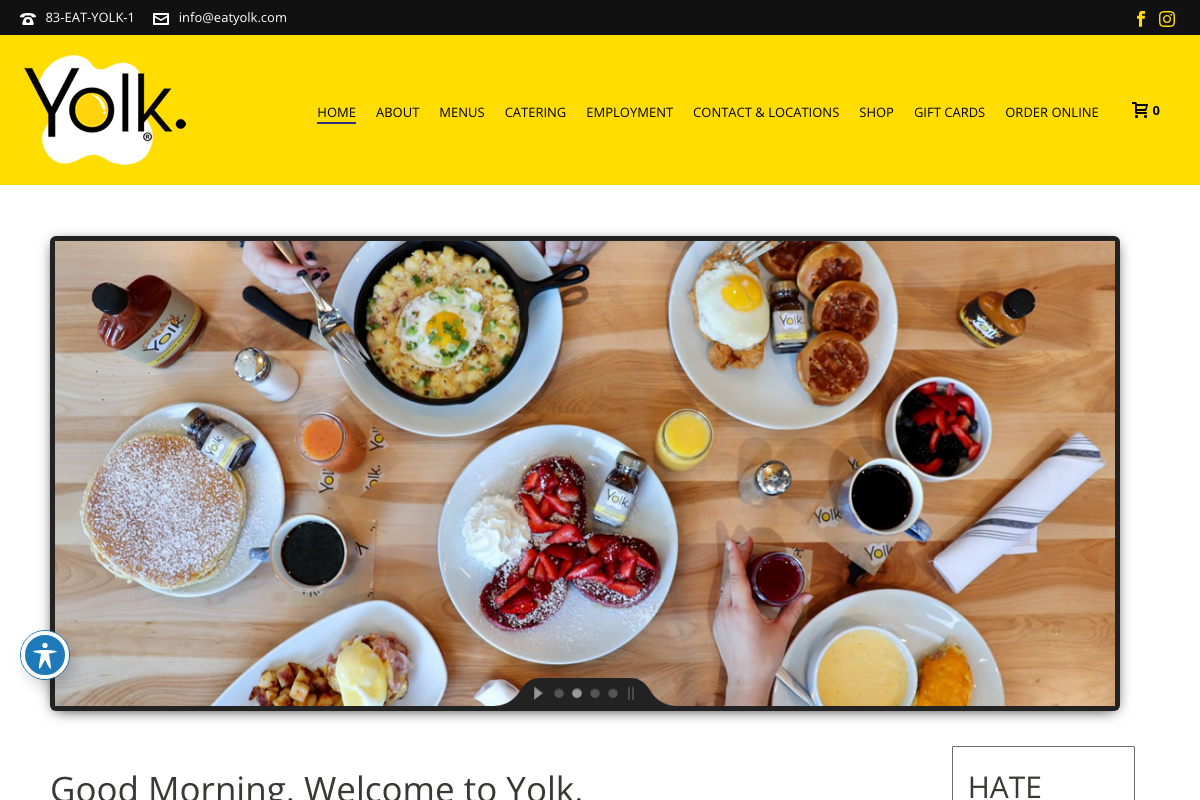 83-EAT-YOLK-1 info@eatyolk.com
Yolk.
®
HOME ABOUT MENUS CATERING EMPLOYMENT CONTACT & LOCATIONS SHOP GIFT CARDS ORDER ONLINE 0
Yolk.
Yolk.
Yolk.
Yolk.
Yolk.
Yolk.
Yolk.
Good Morning. Welcome to Yolk.
HATE